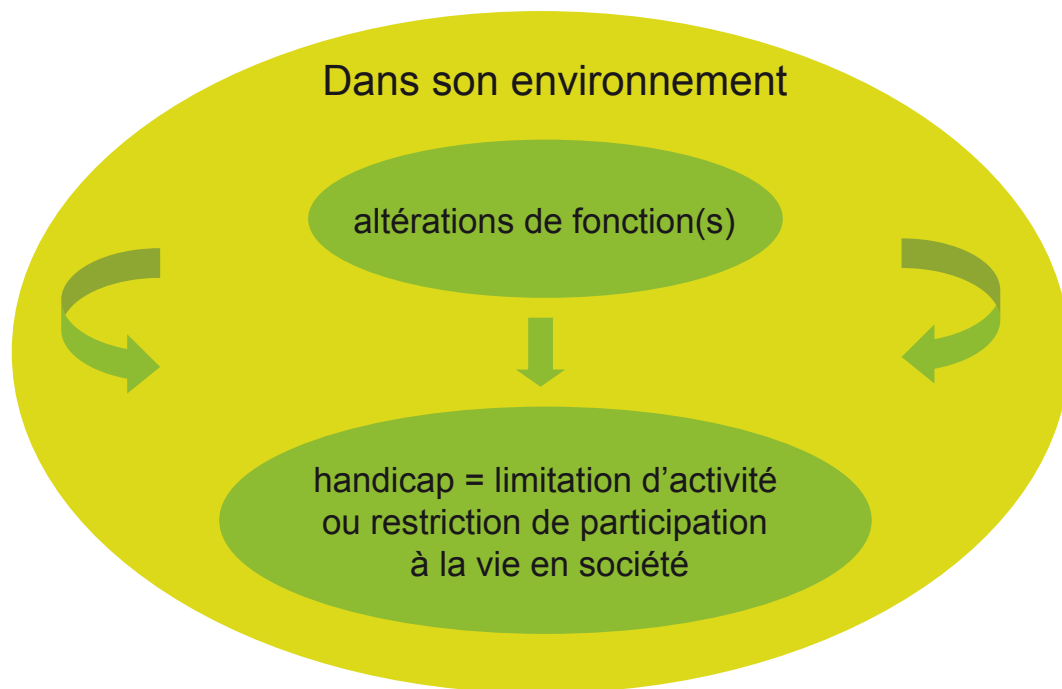 Dans son environnement
altérations de fonction(s)
handicap = limitation d’activité
ou restriction de participation
à la vie en société